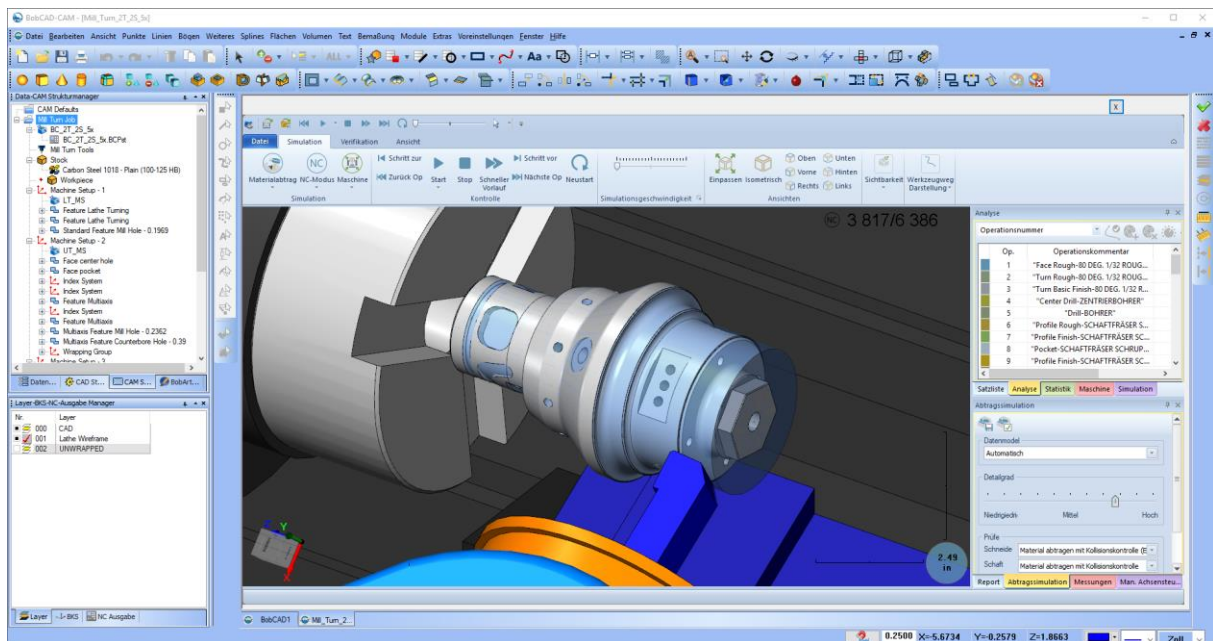 BobCAD-CAM - [Mill_Turn_2T_2S_5x]
Datei Bearbeiten Ansicht Punkte Linien Bögen Weiteres Splines Flächen Volumen Text Bemaßung Module Extras Voreinstellungen Fenster Hilfe
ALL
Aa
Data-CAM Strukturmanager
CAM Defaults
Mill Turn Job
BC_2T_2S_5x
BC_2T_2S_5x.BCPst
Mill Turn Tools
Stock
Carbon Steel 1018 - Plain (100-125 HB)
Workpiece
Machine Setup - 1
LT_MS
Feature Lathe Turning
Feature Lathe Turning
Standard Feature Mill Hole - 0.1969
Machine Setup - 2
UT_MS
Face center hole
Face pocket
Index System
Index System
Feature Multiaxis
Index System
Feature Multiaxis
Multiaxis Feature Mill Hole - 0.2362
Multiaxis Feature Counterbore Hole - 0.39
Wrapping Group
Machine Setup - 3
Daten... CAD St... CAM S... BobArt...
Layer-BKS-NC-Ausgabe Manager
Nr. Layer
000 CAD
001 Lathe Wireframe
002 UNWRAPPED
Layer BKS NC Ausgabe
X
Datei Simulation Verifikation Ansicht
Materialabtrag NC-Modus Maschine
Simulation
Schritt zur
Zurück Op
Start Stop Schneller Vorlauf
Schritt vor
Nächste Op
Neustart
Kontrolle
Simulationsgeschwindigkeit
Einpassen Isometrisch
Oben Unten
Vorne Hinten
Rechts Links
Ansichten
Sichtbarkeit
Werkzeugweg Darstellung
NC 3 817/6 386
Z Y
X
2.49
in
Analyse
Operationsnummer
Op. Operationskommentar
1 "Face Rough-80 DEG. 1/32 ROUG...
2 "Turn Rough-80 DEG. 1/32 ROUG...
3 "Turn Basic Finish-80 DEG. 1/32 R...
4 "Center Drill-ZENTRIERBOHRER"
5 "Drill-BOHRER"
6 "Profile Rough-SCHAFTFRÄSER S...
7 "Profile Finish-SCHAFTFRÄSER SC...
8 "Pocket-SCHAFTFRÄSER SCHRUP...
9 "Profile Finish-SCHAFTFRÄSER SC...
Satzliste Analyse Statistik Maschine Simulation
Abtragssimulation
Datenmodel
Automatisch
Detailgrad
Mittel Hoch
Prüfe
Schneide Material abtragen mit Kollisionskontrolle (E
Schaft Material abtragen mit Kollisionskontrolle
Report Abtragssimulation Messungen Man. Achsensteu...
BobCAD1 Mill_Turn_2...
0.2500 X=-5.6734 Y=-0.2579 Z=1.8663 Zoll